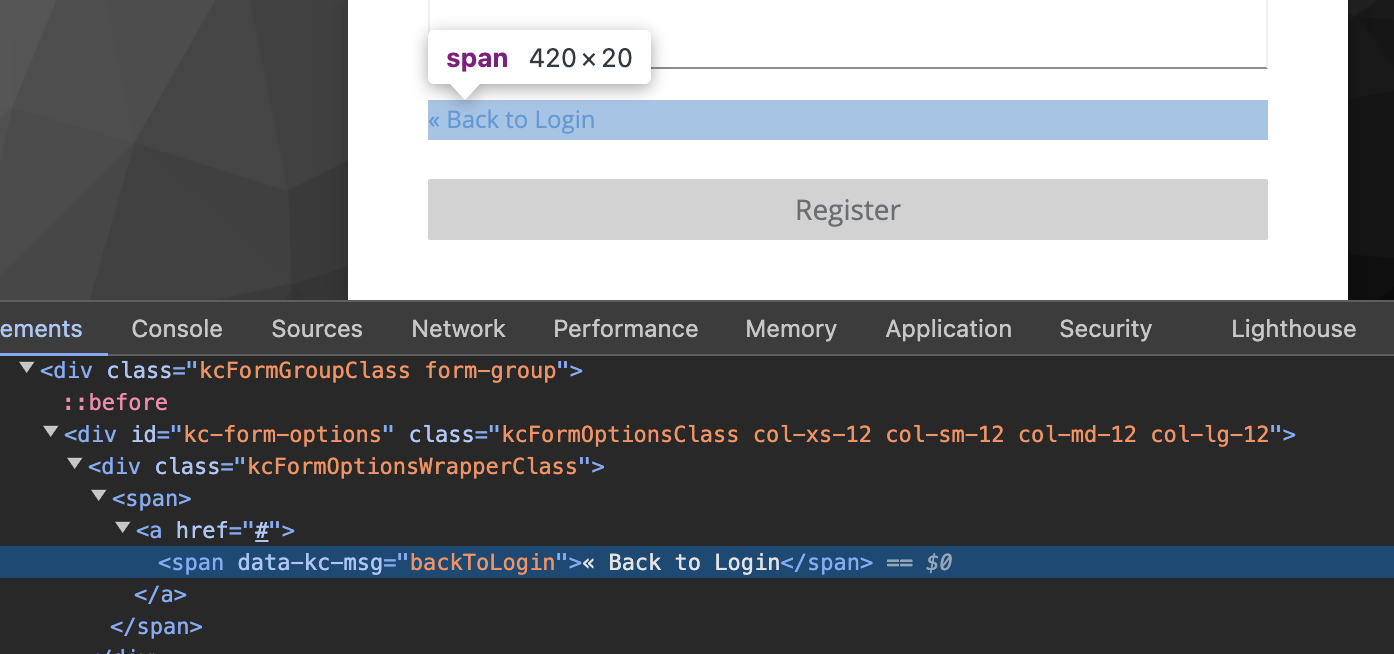 span 420 × 20
« Back to Login
Register
ements Console Sources Network Performance Memory Application Security Lighthouse
<div class="kcFormGroupClass form-group">
::before
<div id="kc-form-options" class="kcFormOptionsClass col-xs-12 col-sm-12 col-md-12 col-lg-12">
<div class="kcFormOptionsWrapperClass">
<span>
<a href="#">
<span data-kc-msg="backToLogin">« Back to Login</span> == $0
</a>
</span>